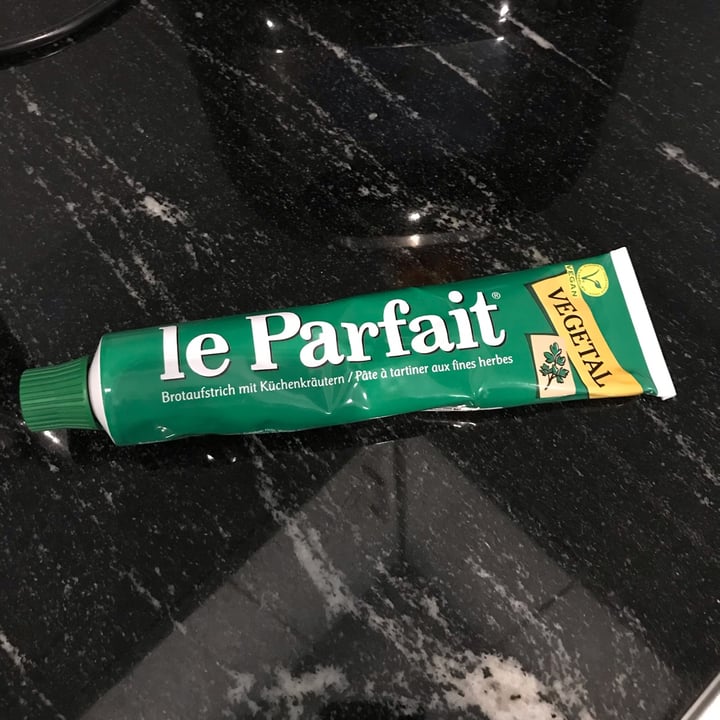 le Parfait®
Brotaufstrich mit Küchenkräutern / Pâte à tartiner aux fines herbes
VEGETAL
VEGAN